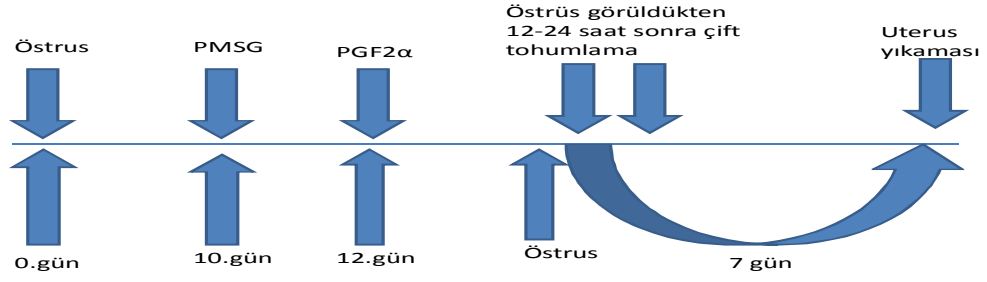 Östrus
PMSG
PGF2α
Östrüs görüldükten
12-24 saat sonra çift
tohumlama
Uterus
yıkaması
0.gün
10.gün
12.gün
Östrus
7 gün